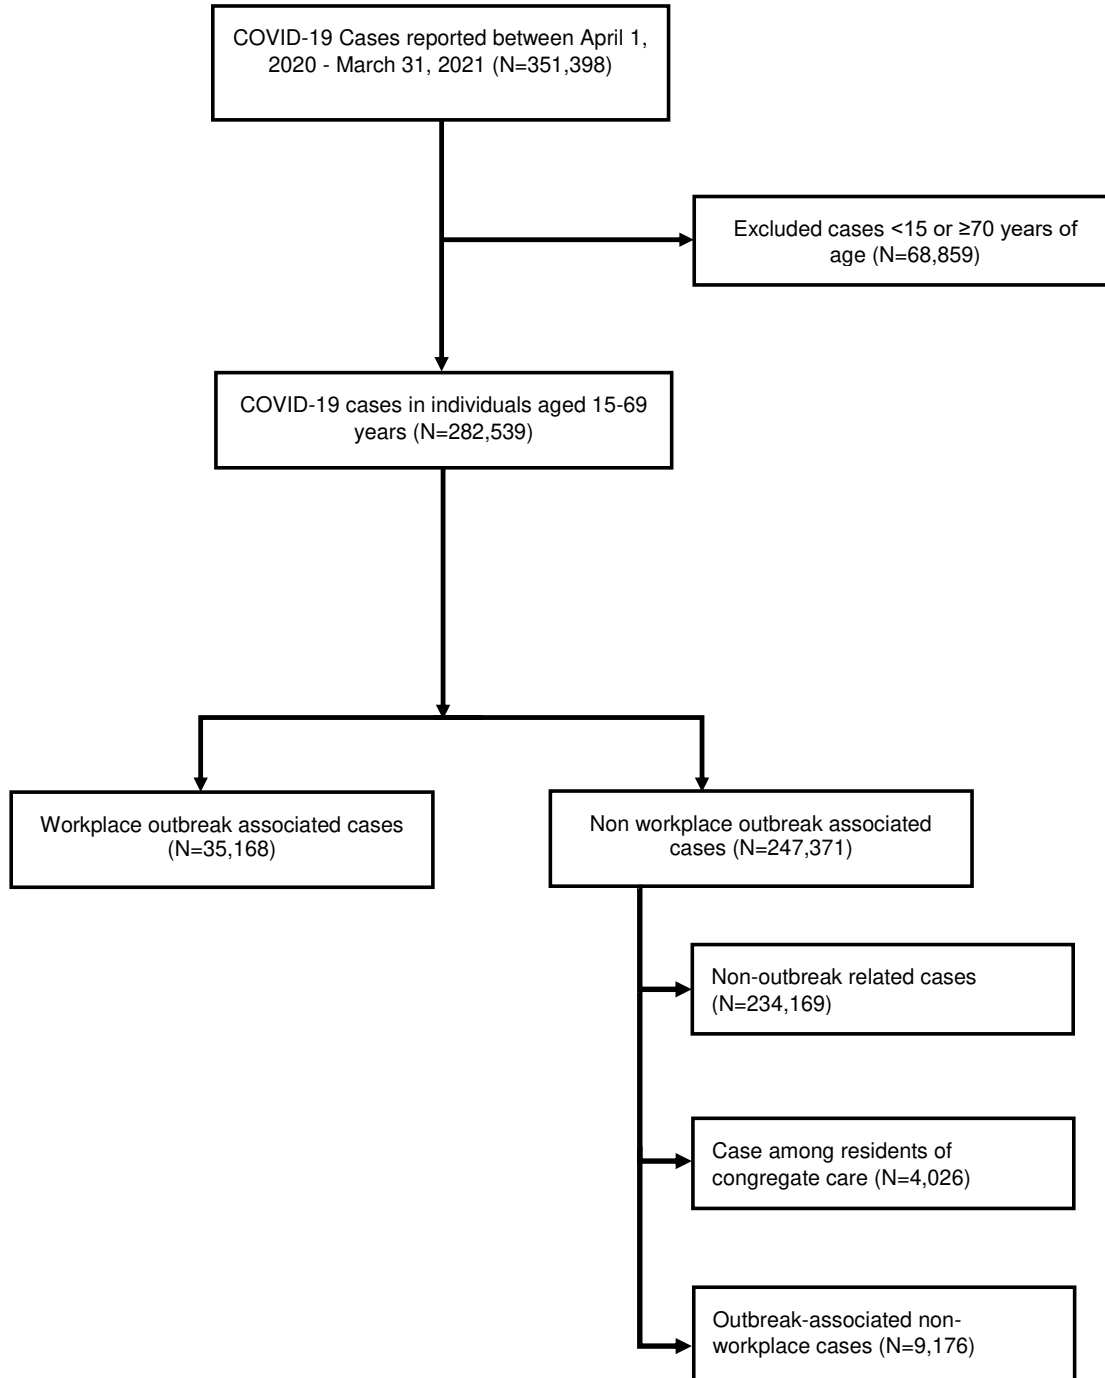 COVID-19 Cases reported between April 1,
2020 - March 31, 2021 (N=351,398)
Excluded cases <15 or ≥70 years of
age (N=68,859)
COVID-19 cases in individuals aged 15-69
years (N=282,539)
Workplace outbreak associated cases
(N=35,168)
Non workplace outbreak associated
cases (N=247,371)
Non-outbreak related cases
(N=234,169)
Case among residents of
congregate care (N=4,026)
Outbreak-associated non-
workplace cases (N=9,176)